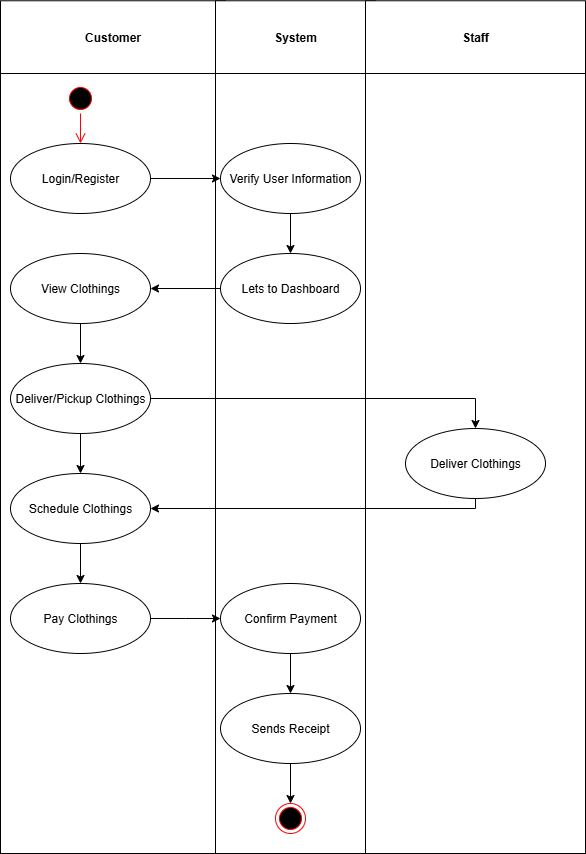 Customer
System
Staff
Login/Register
Verify User Information
View Clothings
Lets to Dashboard
Deliver/Pickup Clothings
Deliver Clothings
Schedule Clothings
Pay Clothings
Confirm Payment
Sends Receipt